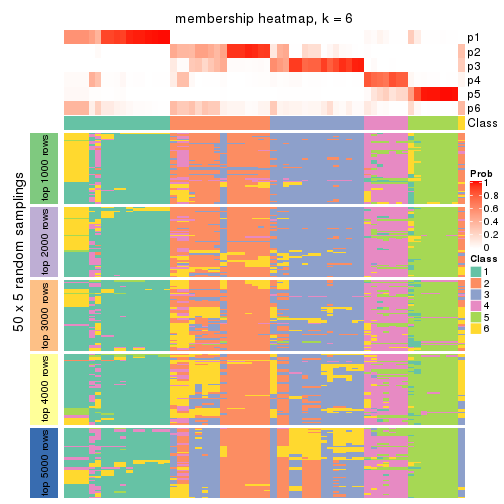 membership heatmap, k = 6
p1
p2
p3
p4
p5
p6
Class
50 x 5 random samplings
top 1000 rows
top 2000 rows
top 3000 rows
top 4000 rows
top 5000 rows
Prob
1
0.8
0.6
0.4
0.2
0
Class
1
2
3
4
5
6